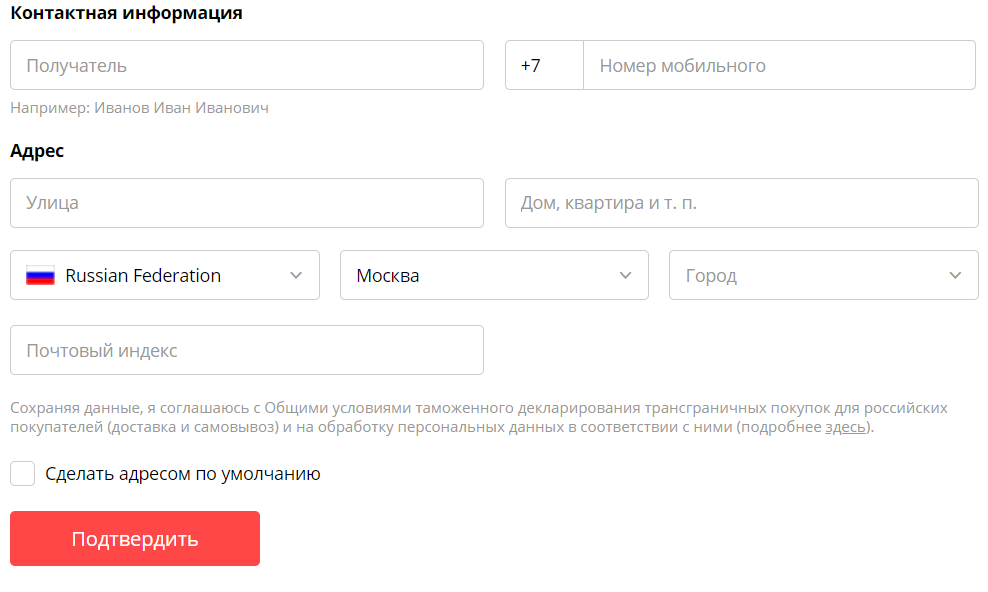 Контактная информация
Получатель
+7
Номер мобильного
Например: Иванов Иван Иванович
Адрес
Улица
Дом, квартира и т. п.
Russian Federation
Москва
Город
Почтовый индекс
Сохраняя данные, я соглашаюсь с Общими условиями таможенного декларирования трансграничных покупок для российских
покупателей (доставка и самовывоз) и на обработку персональных данных в соответствии с ними (подробнее здесь).
Сделать адресом по умолчанию
Подтвердить